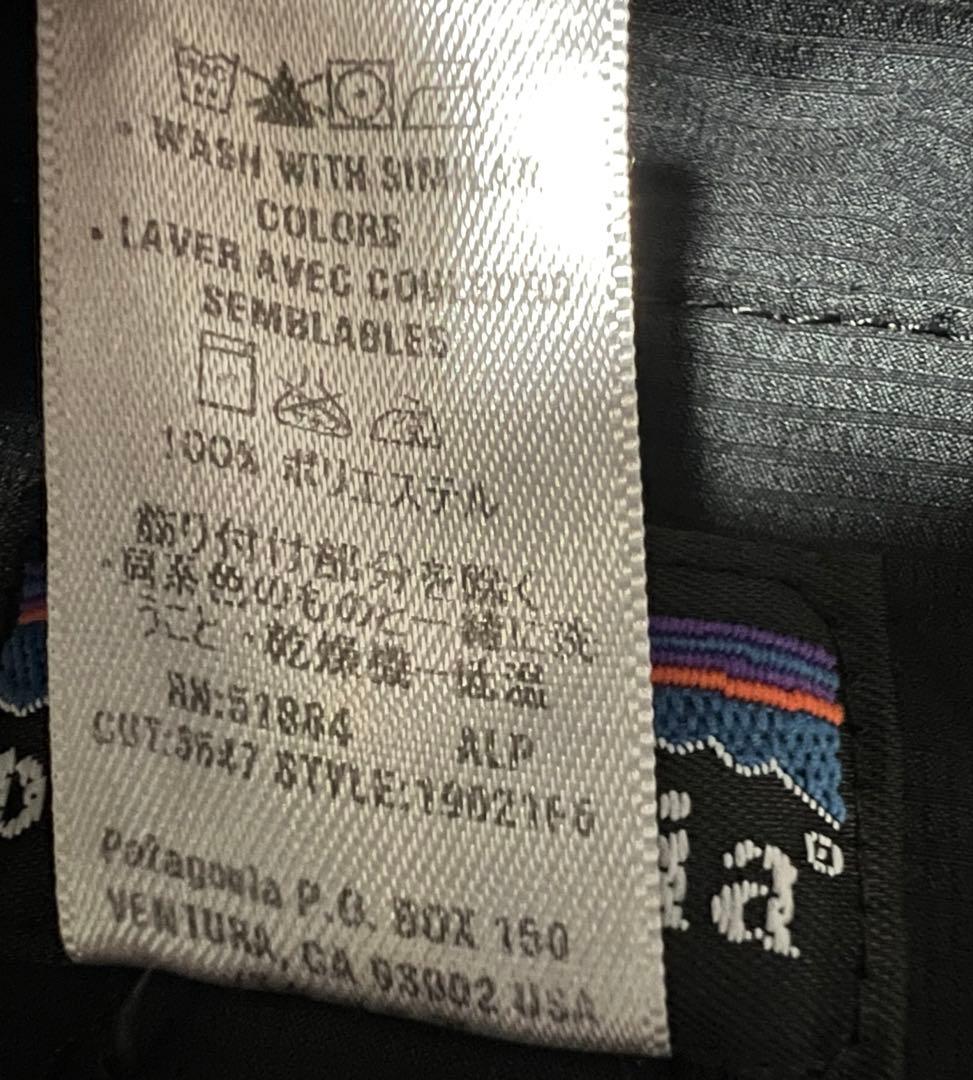 • WASH WITH SIMILAR
COLORS
• LAVER AVEC COULEURS
SEMBLABLES
100% ポリエステル
飾り付け部分を除く
・同系色のものと一緒に洗
うこと・乾燥機一低温
RN:51884 ALP
CUT:3547 STYLE:19021F6
patagonia P.O. BOX 150
VENTURA, CA 93002 USA
a®